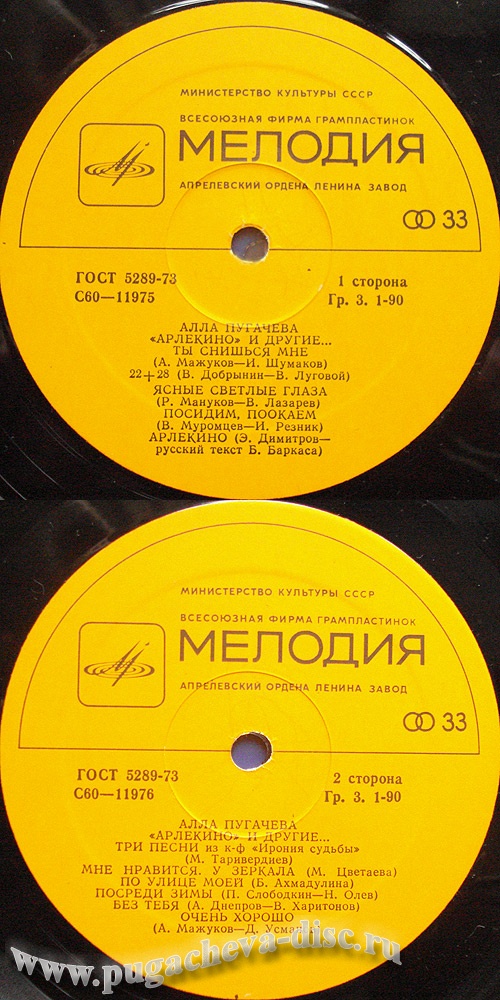 МИНИСТЕРСТВО КУЛЬТУРЫ СССР
ВСЕСОЮЗНАЯ ФИРМА ГРАМПЛАСТИНОК
МЕЛОДИЯ
АПРЕЛЕВСКИЙ ОРДЕНА ЛЕНИНА ЗАВОД
33
ГОСТ 5289-73
С60—11975
1 сторона
Гр. 3. 1-90
АЛЛА ПУГАЧЕВА
«АРЛЕКИНО» И ДРУГИЕ...
ТЫ СНИШЬСЯ МНЕ
(А. Мажуков—И. Шумаков)
22+28 (В. Добрынин—В. Луговой)
ЯСНЫЕ СВЕТЛЫЕ ГЛАЗА
(Р. Мануков—В. Лазарев)
ПОСИДИМ, ПООКАЕМ
(В. Муромцев—И. Резник)
АРЛЕКИНО (Э. Димитров—
русский текст Б. Баркаса)
МИНИСТЕРСТВО КУЛЬТУРЫ СССР
ВСЕСОЮЗНАЯ ФИРМА ГРАМПЛАСТИНОК
МЕЛОДИЯ
АПРЕЛЕВСКИЙ ОРДЕНА ЛЕНИНА ЗАВОД
33
ГОСТ 5289-73
С60—11976
2 сторона
Гр. 3. 1-90
АЛЛА ПУГАЧЕВА
«АРЛЕКИНО» И ДРУГИЕ...
ТРИ ПЕСНИ из к-ф «Ирония судьбы»
(М. Таривердиев)
МНЕ НРАВИТСЯ. У ЗЕРКАЛА (М. Цветаева)
ПО УЛИЦЕ МОЕЙ (Б. Ахмадулина)
ПОСРЕДИ ЗИМЫ (П. Слободкин—Н. Олев)
БЕЗ ТЕБЯ (А. Днепров—В. Харитонов)
ОЧЕНЬ ХОРОШО
(А. Мажуков—Д. Усманов)
www.pugacheva-disc.ru